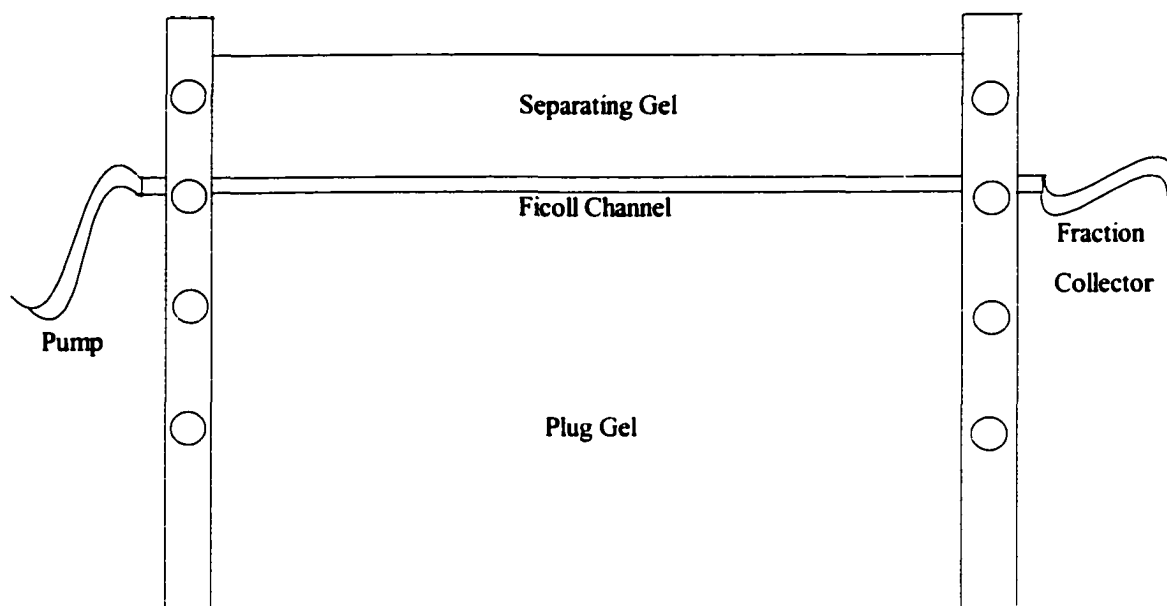 Separating Gel
Ficoll Channel
Fraction
Collector
Pump
Plug Gel